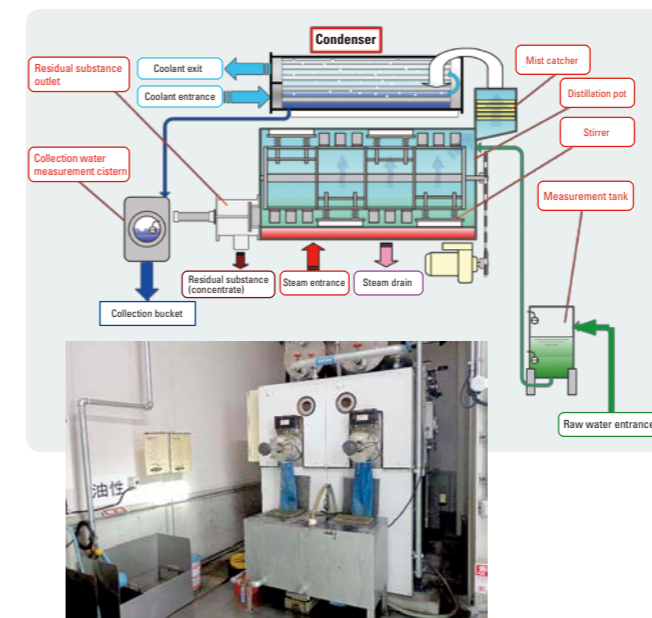 Condenser
Residual substance
outlet
Coolant exit
Coolant entrance
Mist catcher
Distillation pot
Stirrer
Collection water
measurement cistern
Measurement tank
Residual substance
(concentrate)
Steam entrance
Steam drain
Collection bucket
Raw water entrance
油性